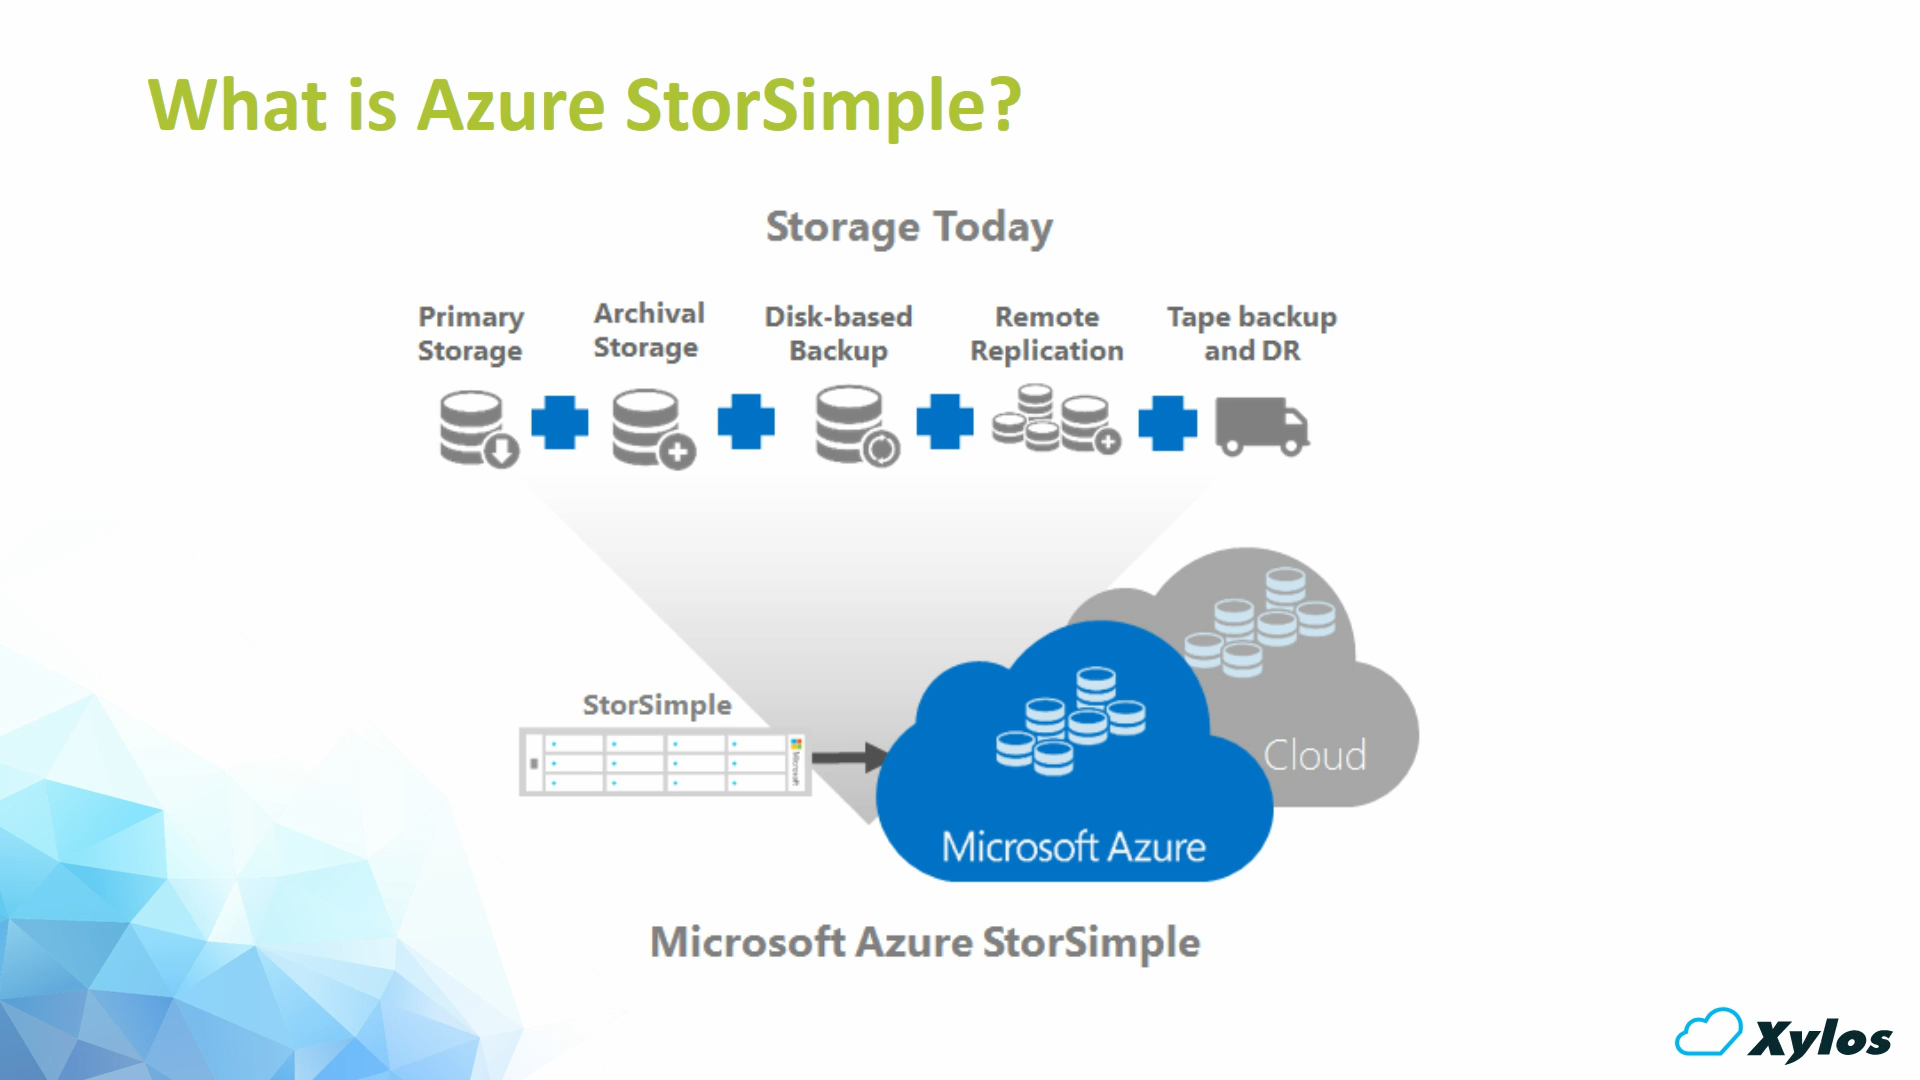 What is Azure StorSimple?
Storage Today
Primary
Storage
Archival
Storage
Disk-based
Backup
Remote
Replication
Tape backup
and DR
StorSimple
Microsoft
Cloud
Microsoft Azure
Microsoft Azure StorSimple
Xylos